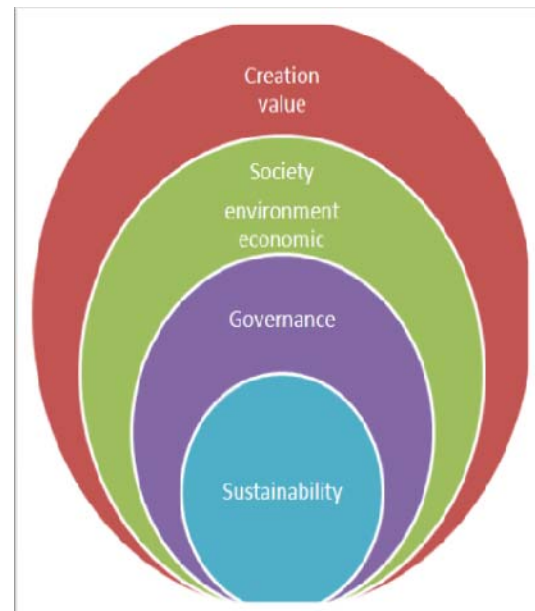 Creation
value
Society
environment
economic
Governance
Sustainability